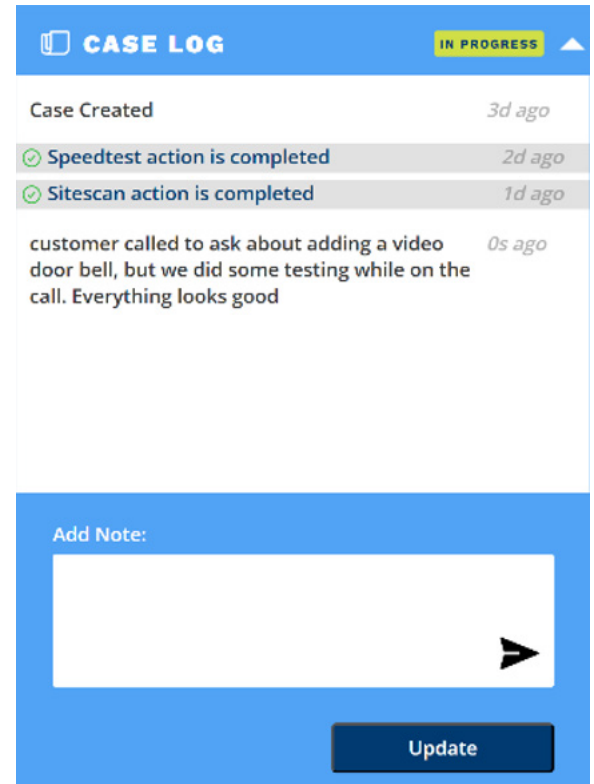 CASE LOG IN PROGRESS
Case Created 3d ago
Speedtest action is completed 2d ago
Sitescan action is completed 1d ago
customer called to ask about adding a video 0s ago
door bell, but we did some testing while on the
call. Everything looks good
Add Note:
Update